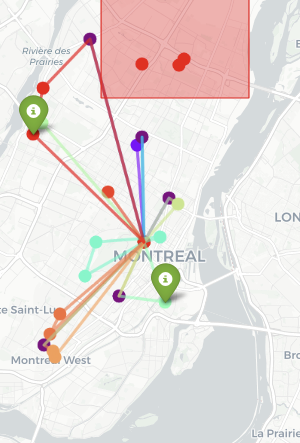 Rivière des
Prairies
LON
MONTREAL
te Saint-Lu
Montreal West
Bro
La Prairie